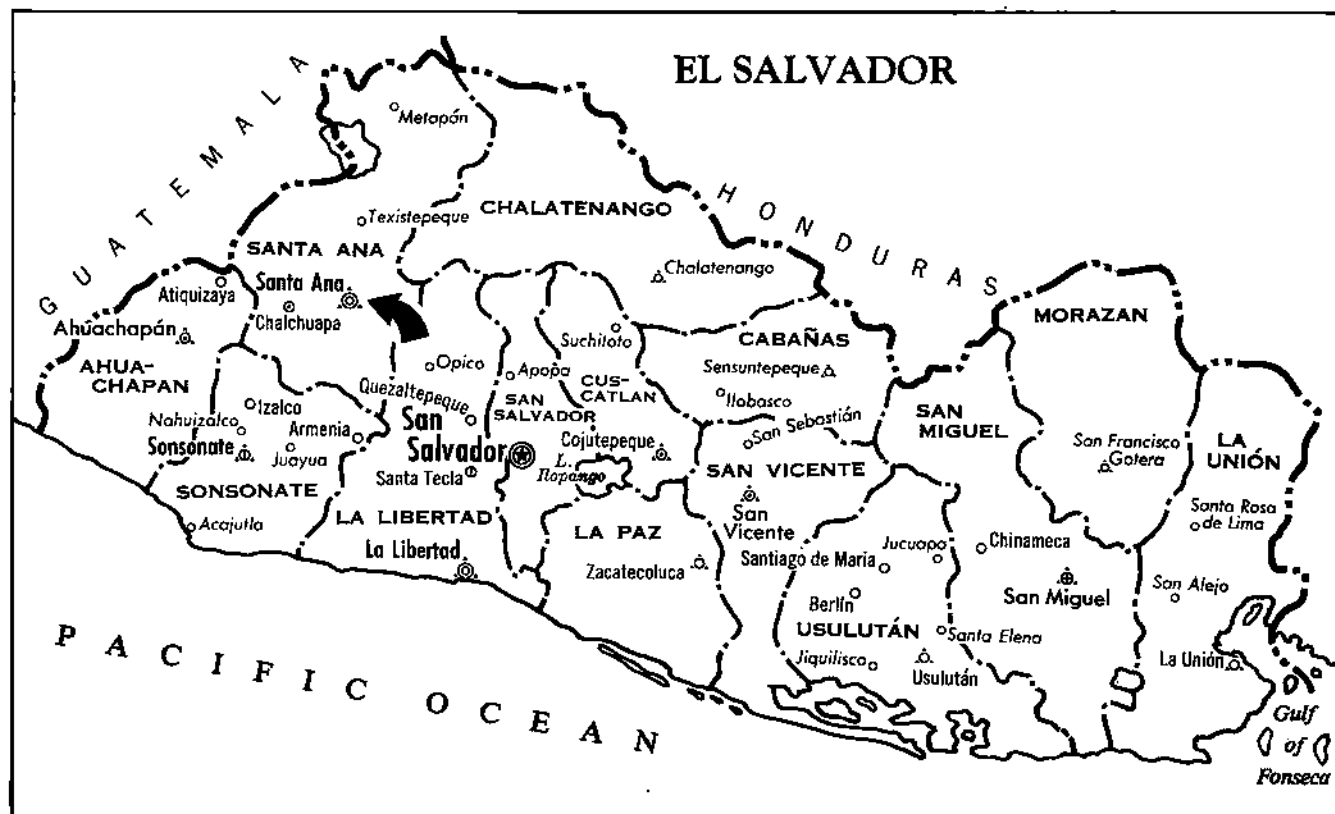 EL SALVADOR
GUATEMALA
HONDURAS
Metapán
Texistepeque
CHALATENANGO
SANTA ANA
Santa Ana
Chalchuapa
Atiquizaya
Ahuachapán
AHUA-
CHAPAN
Chalatenango
Suchitoto
CABAÑAS
Sensuntepeque
Ilobasco
MORAZAN
Opico
Quezaltepeque
Apopa
SAN
SALVADOR
CUS-
CATLAN
San
Salvador
Cojutepeque
L.
Ilopango
Santa Tecla
Izalco
Nahuizalco
Armenia
Sonsonate
Juayua
SONSONATE
Acajutla
LA LIBERTAD
La Libertad
San Sebastián
SAN VICENTE
San
Vicente
SAN
MIGUEL
San Francisco
Gotera
LA
UNIÓN
Santa Rosa
de Lima
LA PAZ
Zacatecoluca
Santiago de María
Jucuapa
Chinameca
San Miguel
San Alejo
Berlín
USULUTÁN
Santa Elena
Jiquilisco
Usulután
La Unión
Gulf
of
Fonseca
PACIFIC OCEAN